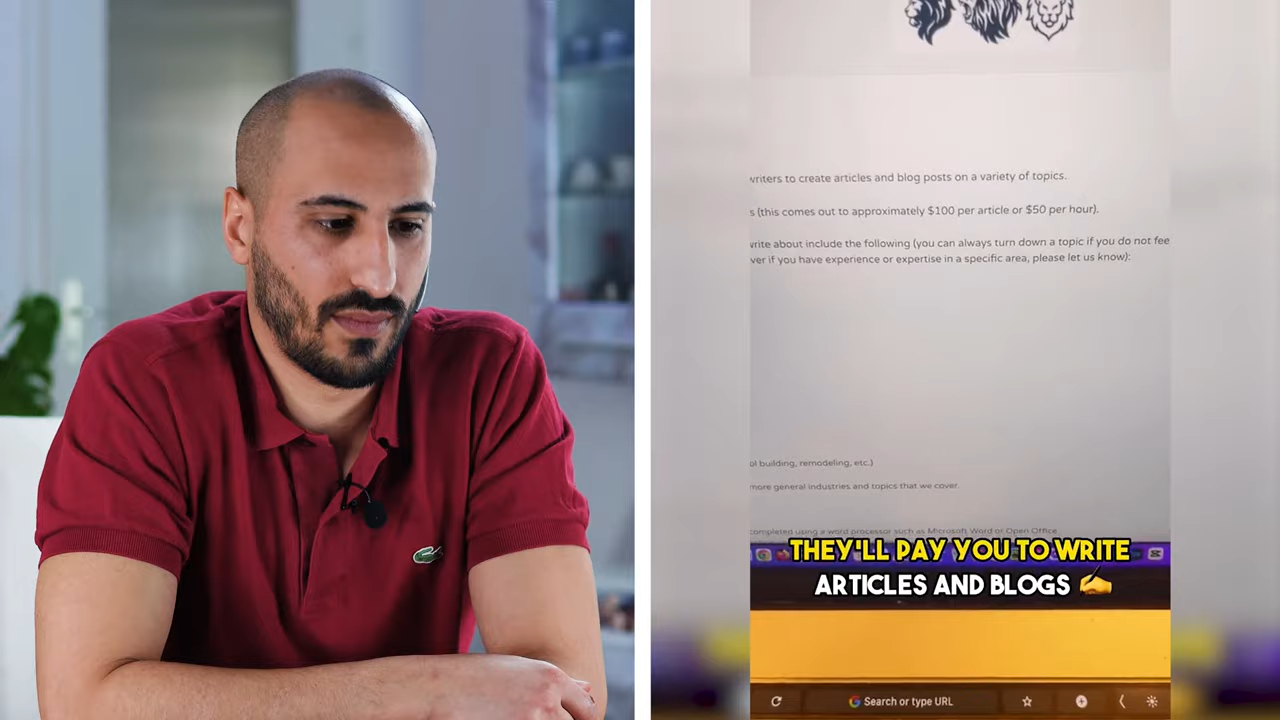 writers to create articles and blog posts on a variety of topics.
s (this comes out to approximately $100 per article or $50 per hour).
write about include the following (you can always turn down a topic if you do not fee
ver if you have experience or expertise in a specific area, please let us know):
ol building, remodeling, etc.)
more general industries and topics that we cover.
completed using a word processor such as Microsoft Word or Open Office
THEY'LL PAY YOU TO WRITE
ARTICLES AND BLOGS ✍️
Search or type URL